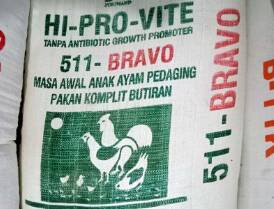 HI-PRO-VITE
TANPA ANTIBIOTIC GROWTH PROMOTER
511- BRAVO
MASA AWAL ANAK AYAM PEDAGING
PAKAN KOMPLIT BUTIRAN
511-BRAVO